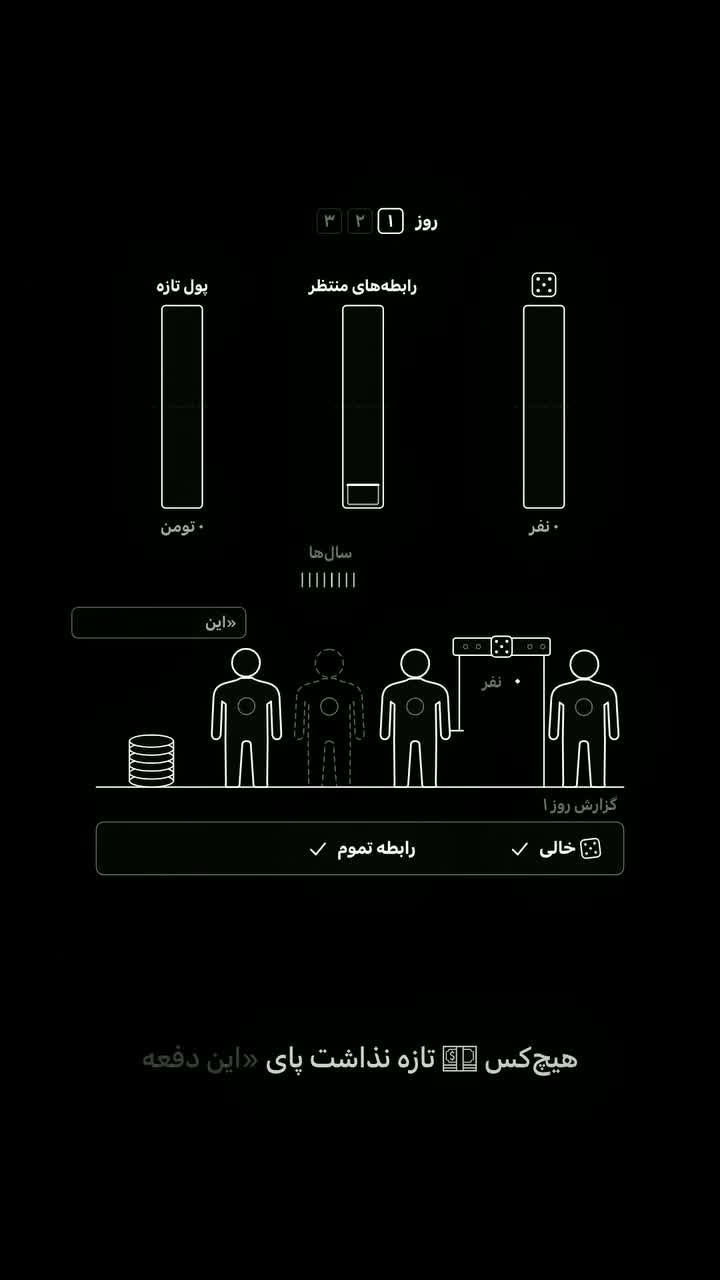 روز ۱ ۲ ۳
رابطه‌های منتظر
پول تازه
۰ نفر
۰ تومن
سال‌ها
«این
۰ نفر
گزارش روز ۱
خالی ✓ رابطه تموم ✓
هیچ‌کس 💵 تازه نذاشت پای «این دفعه